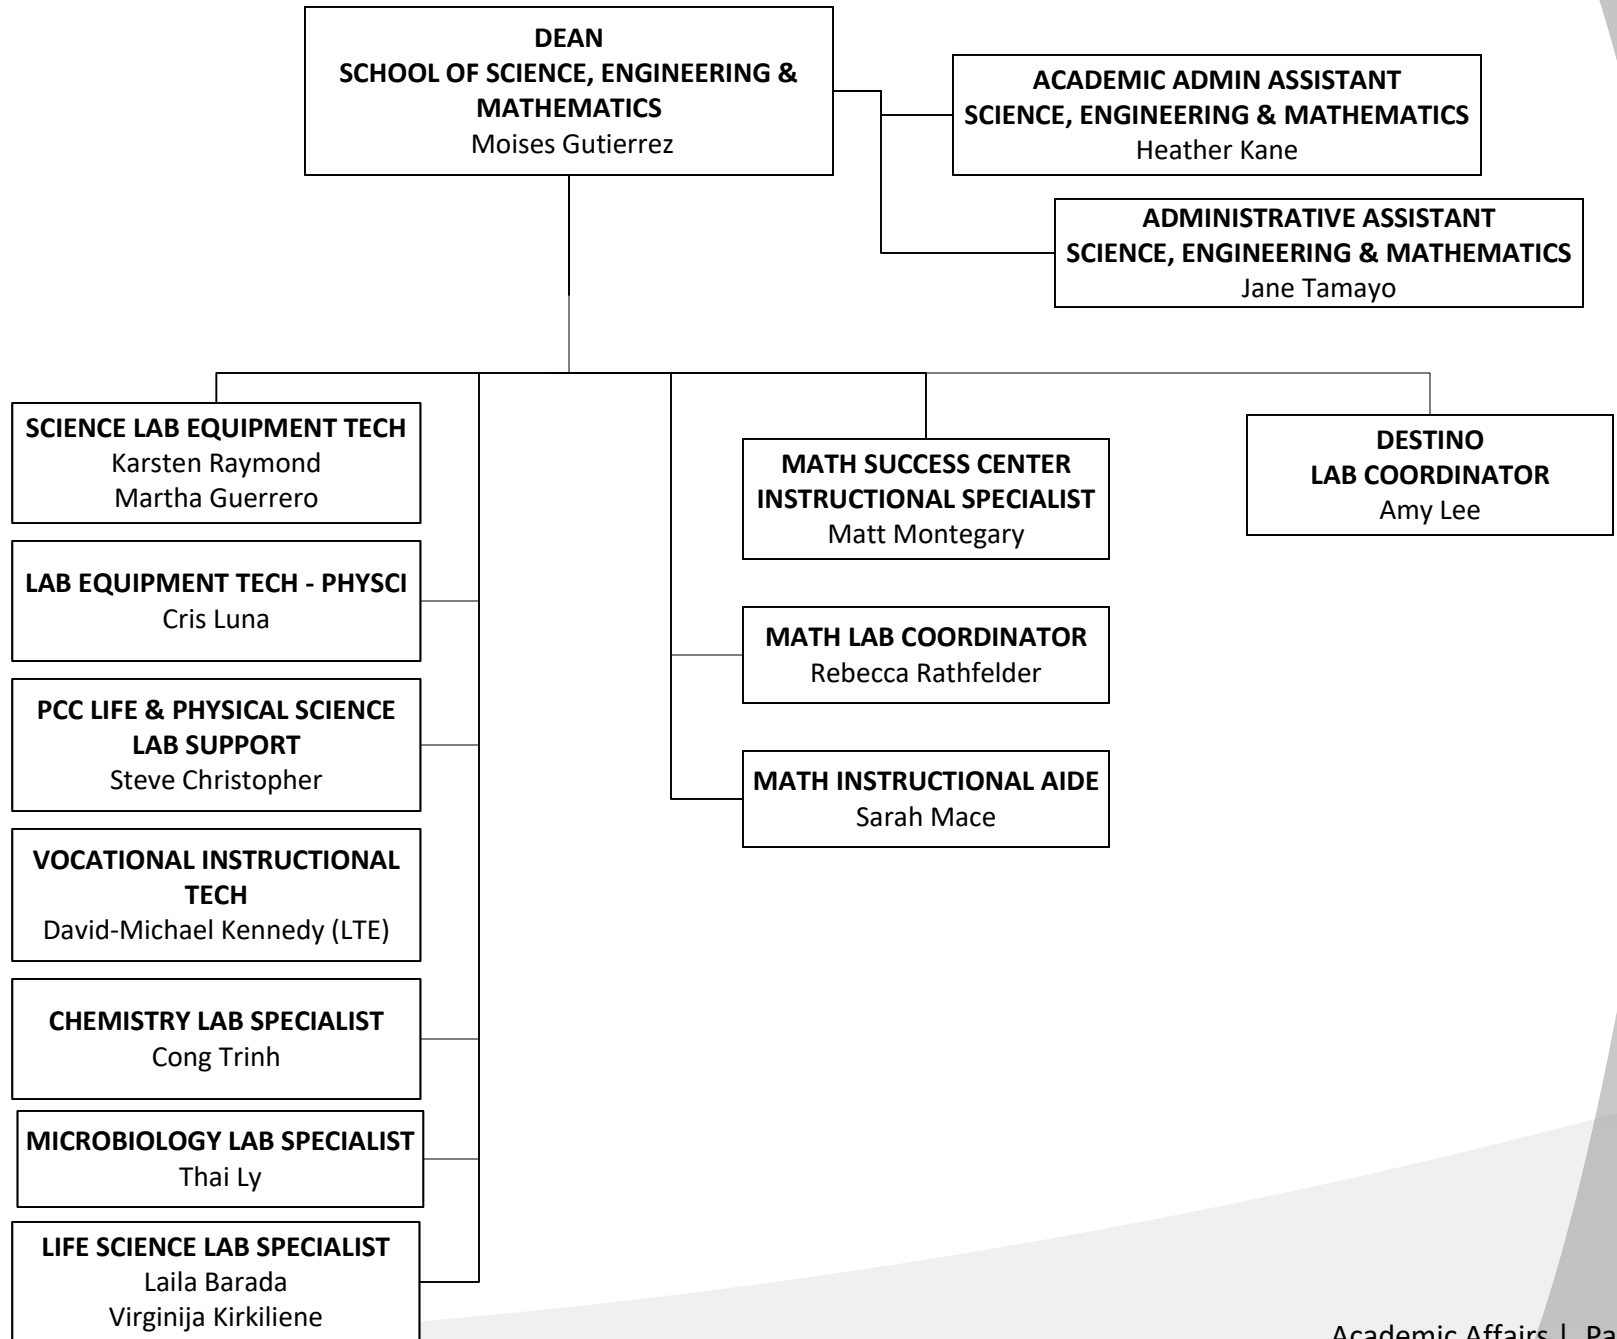 DEAN
SCHOOL OF SCIENCE, ENGINEERING &
MATHEMATICS
Moises Gutierrez
ACADEMIC ADMIN ASSISTANT
SCIENCE, ENGINEERING & MATHEMATICS
Heather Kane
ADMINISTRATIVE ASSISTANT
SCIENCE, ENGINEERING & MATHEMATICS
Jane Tamayo
SCIENCE LAB EQUIPMENT TECH
Karsten Raymond
Martha Guerrero
LAB EQUIPMENT TECH - PHYSCI
Cris Luna
PCC LIFE & PHYSICAL SCIENCE
LAB SUPPORT
Steve Christopher
VOCATIONAL INSTRUCTIONAL
TECH
David-Michael Kennedy (LTE)
CHEMISTRY LAB SPECIALIST
Cong Trinh
MICROBIOLOGY LAB SPECIALIST
Thai Ly
LIFE SCIENCE LAB SPECIALIST
Laila Barada
Virginija Kirkiliene
MATH SUCCESS CENTER
INSTRUCTIONAL SPECIALIST
Matt Montegary
MATH LAB COORDINATOR
Rebecca Rathfelder
MATH INSTRUCTIONAL AIDE
Sarah Mace
DESTINO
LAB COORDINATOR
Amy Lee
Academic Affairs | Pa